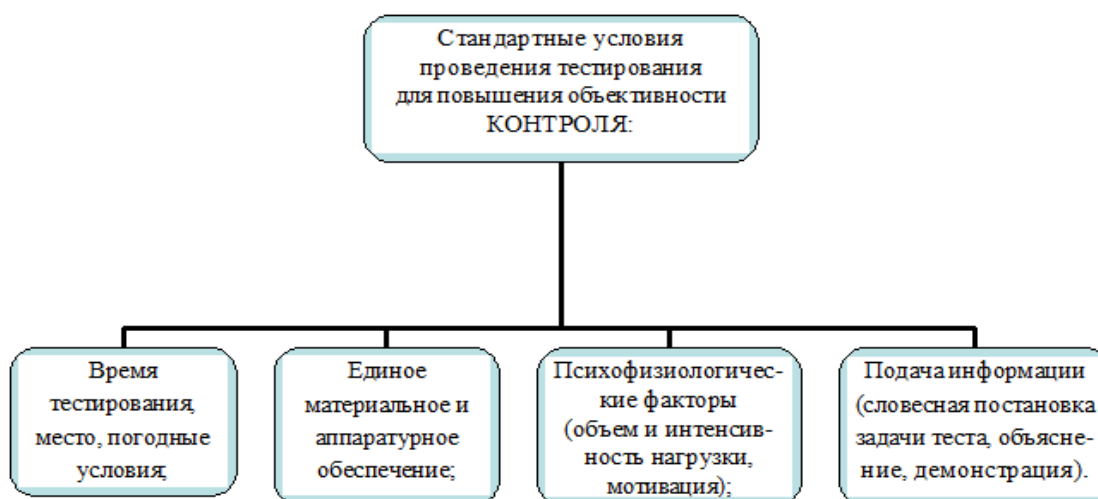 Стандартные условия
проведения тестирования
для повышения объективности
КОНТРОЛЯ:
Время
тестирования,
место, погодные
условия;
Единое
материальное и
аппаратурное
обеспечение;
Психофизиологичес-
кие факторы
(объем и интенсив-
ность нагрузки,
мотивация);
Подача информации
(словесная постановка
задачи теста, объясне-
ние, демонстрация).